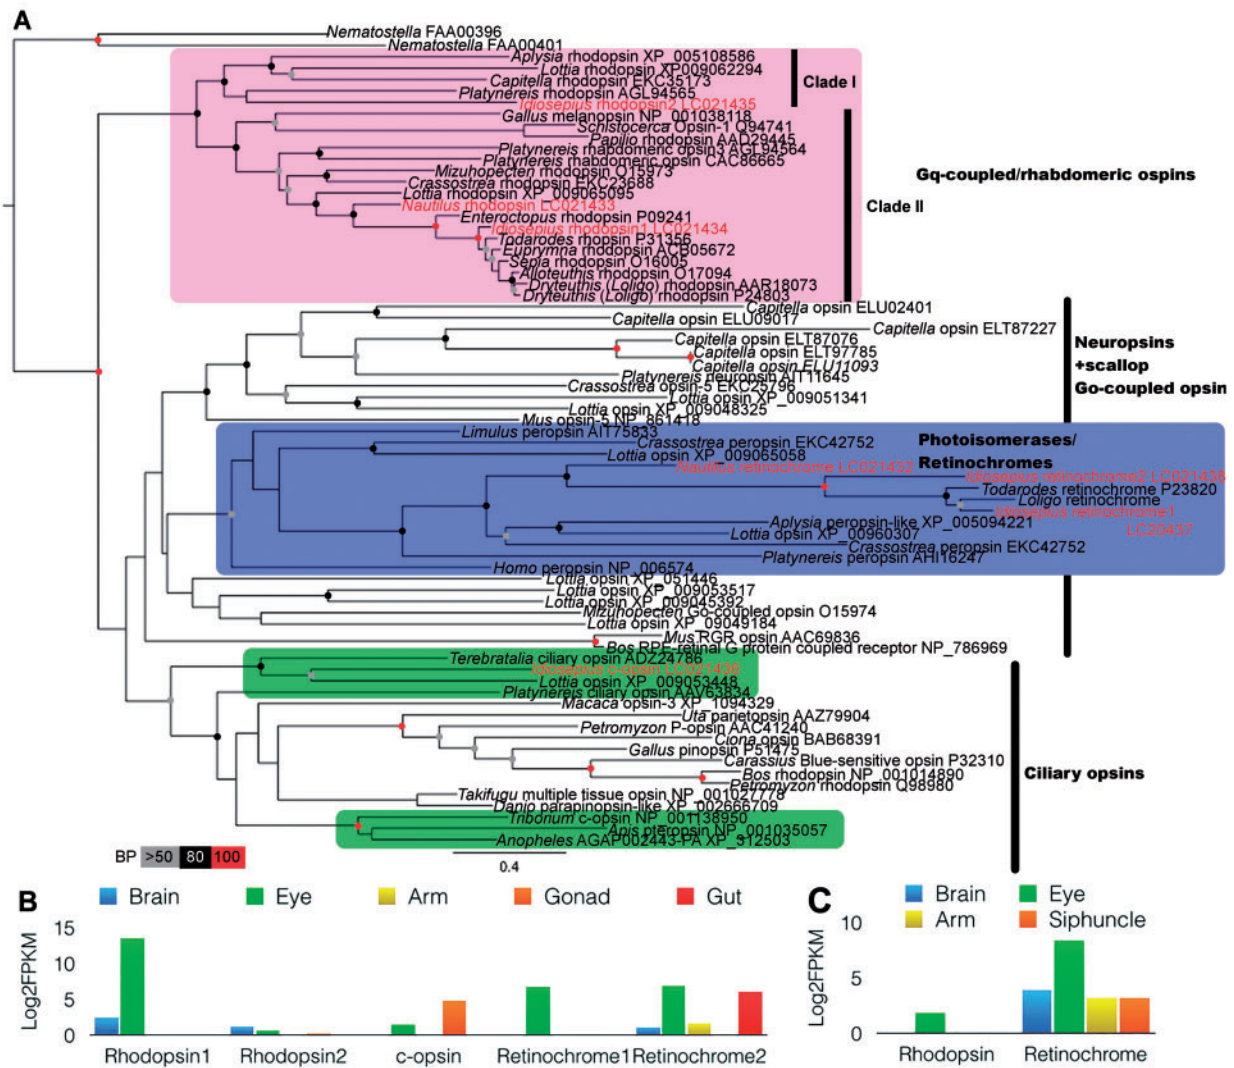 A
Nematostella FAA00396
Nematostella FAA00401
Aplysia rhodopsin XP_005108586
Lottia rhodopsin XP009062294
Capitella rhodopsin EKC35173
Clade I
Platynereis rhodopsin AGL94565
Idiosepius rhodopsin2 LC021435
Gallus melanopsin NP_001038118
Schistocerca Opsin-1 Q94741
Papilio rhodopsin AAD29445
Platynereis rhabdomeric opsin3 AGL94564
Platynereis rhabdomeric opsin CAC86665
Mizuhopecten rhodopsin O15973
Gq-coupled/rhabdomeric ospins
Crassostrea rhodopsin EKC23688
Lottia rhodopsin XP_009065095
Nautilus rhodopsin LC021433
Clade II
Enteroctopus rhodopsin P09241
Idiosepius rhodopsin1 LC021434
Todarodes rhopsin P31356
Euprymna rhodopsin ACB05672
Sepia rhodopsin O16005
Alloteuthis rhodopsin O17094
Dryteuthis (Loligo) rhodopsin AAR18073
Dryteuthis (Loligo) rhodopsin P24803
Capitella opsin ELU02401
Capitella opsin ELU09017
Capitella opsin ELT87227
Capitella opsin ELT87076
Neuropsins
Capitella opsin ELT97785
+scallop
Capitella opsin ELU11093
Platynereis neuropsin AIT11645
Go-coupled opsin
Crassostrea opsin-5 EKC25796
Lottia opsin XP_009051341
Lottia opsin XP_009048325
Mus opsin-5 NP_861418
Limulus peropsin AIT75833
Photoisomerases/
Crassostrea peropsin EKC42752
Lottia opsin XP_009065058
Retinochromes
Nautilus retinochrome LC021432
Idiosepius retinochrome2 LC021438
Todarodes retinochrome P23820
Loligo retinochrome
Idiosepius retinochrome1
LC20437
Aplysia peropsin-like XP_005094221
Lottia opsin XP_00960307
Crassostrea peropsin EKC42752
Platynereis peropsin AHI16247
Homo peropsin NP_006574
Lottia opsin XP_051446
Lottia opsin XP_009053517
Lottia opsin XP_009045392
Mizuhopecten Go-coupled opsin O15974
Lottia opsin XP_09049184
Mus RGR opsin AAC69836
Bos RPE-retinal G protein coupled receptor NP_786969
Terebratalia ciliary opsin ADZ24786
Idiosepius c-opsin LC021436
Lottia opsin XP_009053448
Platynereis ciliary opsin AAV63834
Macaca opsin-3 XP_1094329
Uta parietopsin AAZ79904
Petromyzon P-opsin AAC41240
Ciona opsin BAB68391
Gallus pinopsin P51475
Carassius Blue-sensitive opsin P32310
Ciliary opsins
Bos rhodopsin NP_001014890
Petromyzon rhodopsin Q98980
Takifugu multiple tissue opsin NP_001027778
Danio parapinopsin-like XP_002666709
Tribolium c-opsin NP_001138950
Apis pteropsin NP_001035057
Anopheles AGAP002443-PA XP_312503
BP >50 80 100
0.4
B
Brain Eye Arm Gonad Gut
Log2FPKM
15
10
5
0
Rhodopsin1 Rhodopsin2 c-opsin Retinochrome1 Retinochrome2
C
Brain Eye
Arm Siphuncle
Log2FPKM
10
5
0
Rhodopsin Retinochrome